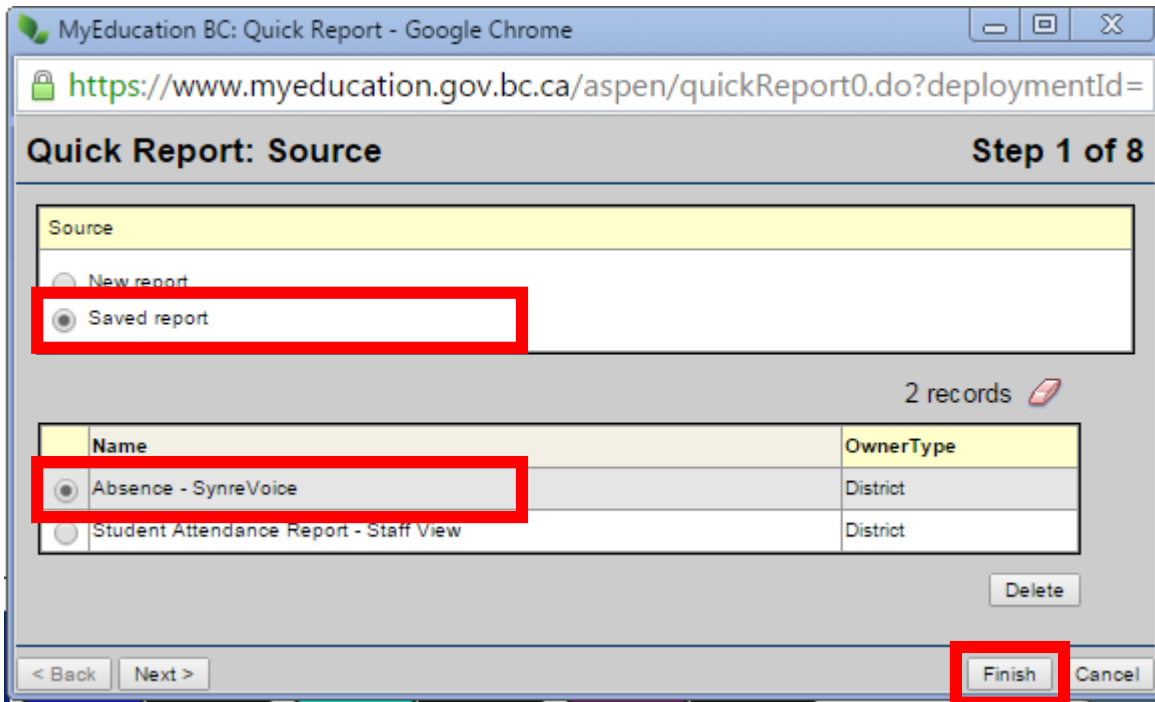 MyEducation BC: Quick Report - Google Chrome
https://www.myeducation.gov.bc.ca/aspen/quickReport0.do?deploymentId=
Quick Report: Source Step 1 of 8
Source
New report
Saved report
2 records
Name OwnerType
Absence - SynreVoice District
Student Attendance Report - Staff View District
Delete
< Back Next > Finish Cancel